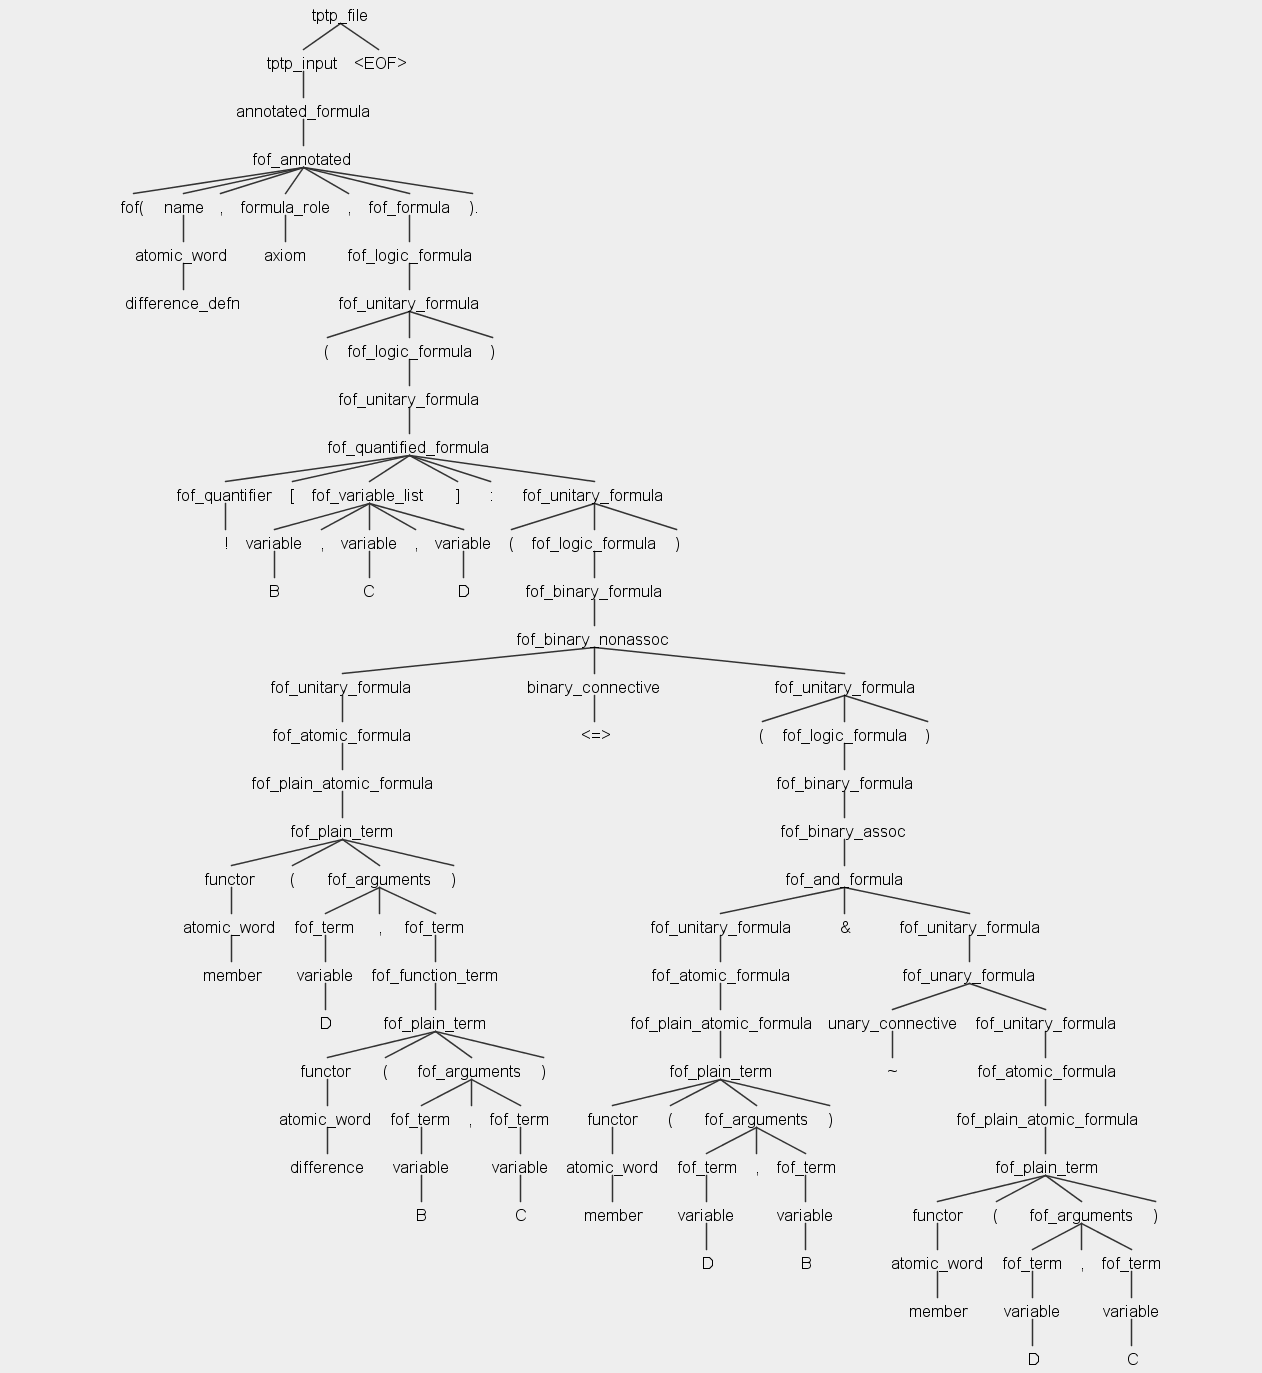 tptp_file
tptp_input <EOF>
annotated_formula
fof_annotated
fof( name , formula_role , fof_formula ).
atomic_word axiom fof_logic_formula
difference_defn fof_unitary_formula
( fof_logic_formula )
fof_unitary_formula
fof_quantified_formula
fof_quantifier [ fof_variable_list ] : fof_unitary_formula
! variable , variable , variable ( fof_logic_formula )
B C D fof_binary_formula
fof_binary_nonassoc
fof_unitary_formula binary_connective fof_unitary_formula
fof_atomic_formula <=> ( fof_logic_formula )
fof_plain_atomic_formula fof_binary_formula
fof_plain_term fof_binary_assoc
functor ( fof_arguments ) fof_and_formula
atomic_word fof_term , fof_term fof_unitary_formula & fof_unitary_formula
member variable fof_function_term fof_atomic_formula fof_unary_formula
D fof_plain_term fof_plain_atomic_formula unary_connective fof_unitary_formula
functor ( fof_arguments ) fof_plain_term ~ fof_atomic_formula
atomic_word fof_term , fof_term functor ( fof_arguments ) fof_plain_atomic_formula
difference variable variable atomic_word fof_term , fof_term fof_plain_term
B C member variable variable functor ( fof_arguments )
D B atomic_word fof_term , fof_term
member variable variable
D C